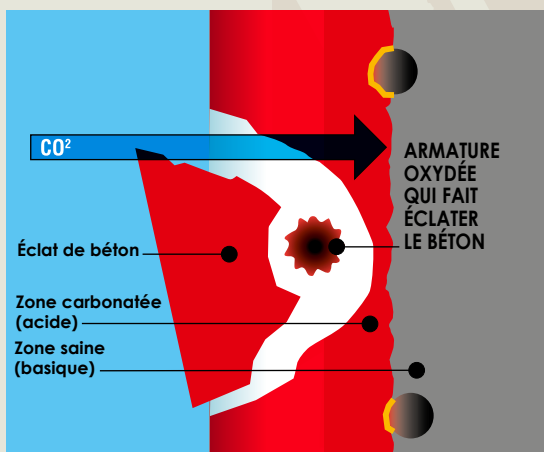 CO²
ARMATURE
OXYDÉE
QUI FAIT
ÉCLATER
LE BÉTON
Éclat de béton
Zone carbonatée
(acide)
Zone saine
(basique)